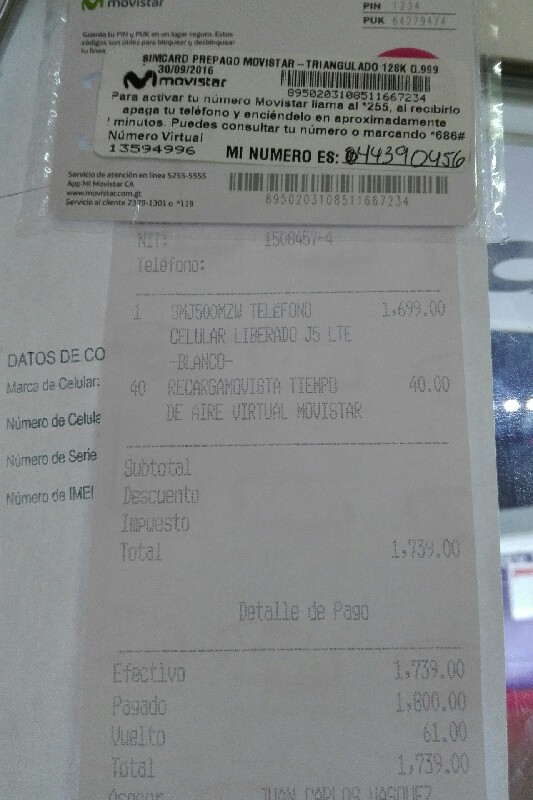 movistar
PIN 1234
PUK 64279474
Guarda tu PIN y PUK en un lugar seguro. Estos
códigos son útiles para bloquear y desbloquear
tu línea
SIMCARD PREPAGO MOVISTAR - TRIANGULADO 128K 0.999
30/09/2016
movistar
8950203108511667234
Para activar tu número Movistar llama al *255, al recibirlo
apaga tu teléfono y enciéndelo en aproximadamente
minutos. Puedes consultar tu número o marcando *686#
Número Virtual
13594996
MI NUMERO ES: 44390456
Servicio de atención en línea 5255-5555
App Mi Movistar CA
www.movistar.com.gt
Servicio al cliente 2379-1301 o *119
8950203108511667234
NIT: 1508457-4
Teléfono:
1 SMJ500MZW TELEFONO 1,699.00
CELULAR LIBERADO J5 LTE
-BLANCO-
40 RECARGAMOVISTA TIEMPO 40.00
DE AIRE VIRTUAL MOVISTAR
DATOS DE CO
Marca de Celular:
Número de Celula
Número de Serie
Número de IMEI
Subtotal
Descuento
Impuesto
Total 1,739.00
Detalle de Pago
Efectivo 1,739.00
Pagado 1,800.00
Vuelto 61.00
Total 1,739.00
JUAN CARLOS VASQUEZ